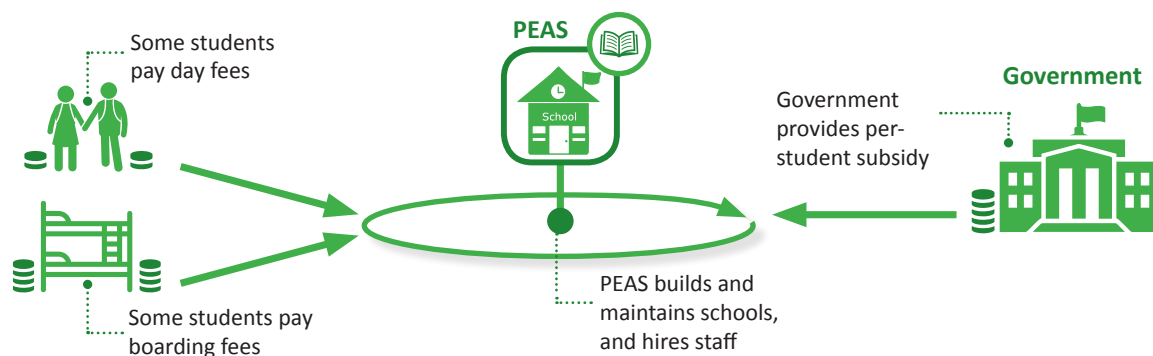 Some students
pay day fees
PEAS
School
Government
Government
provides per-
student subsidy
Some students pay
boarding fees
PEAS builds and
maintains schools,
and hires staff